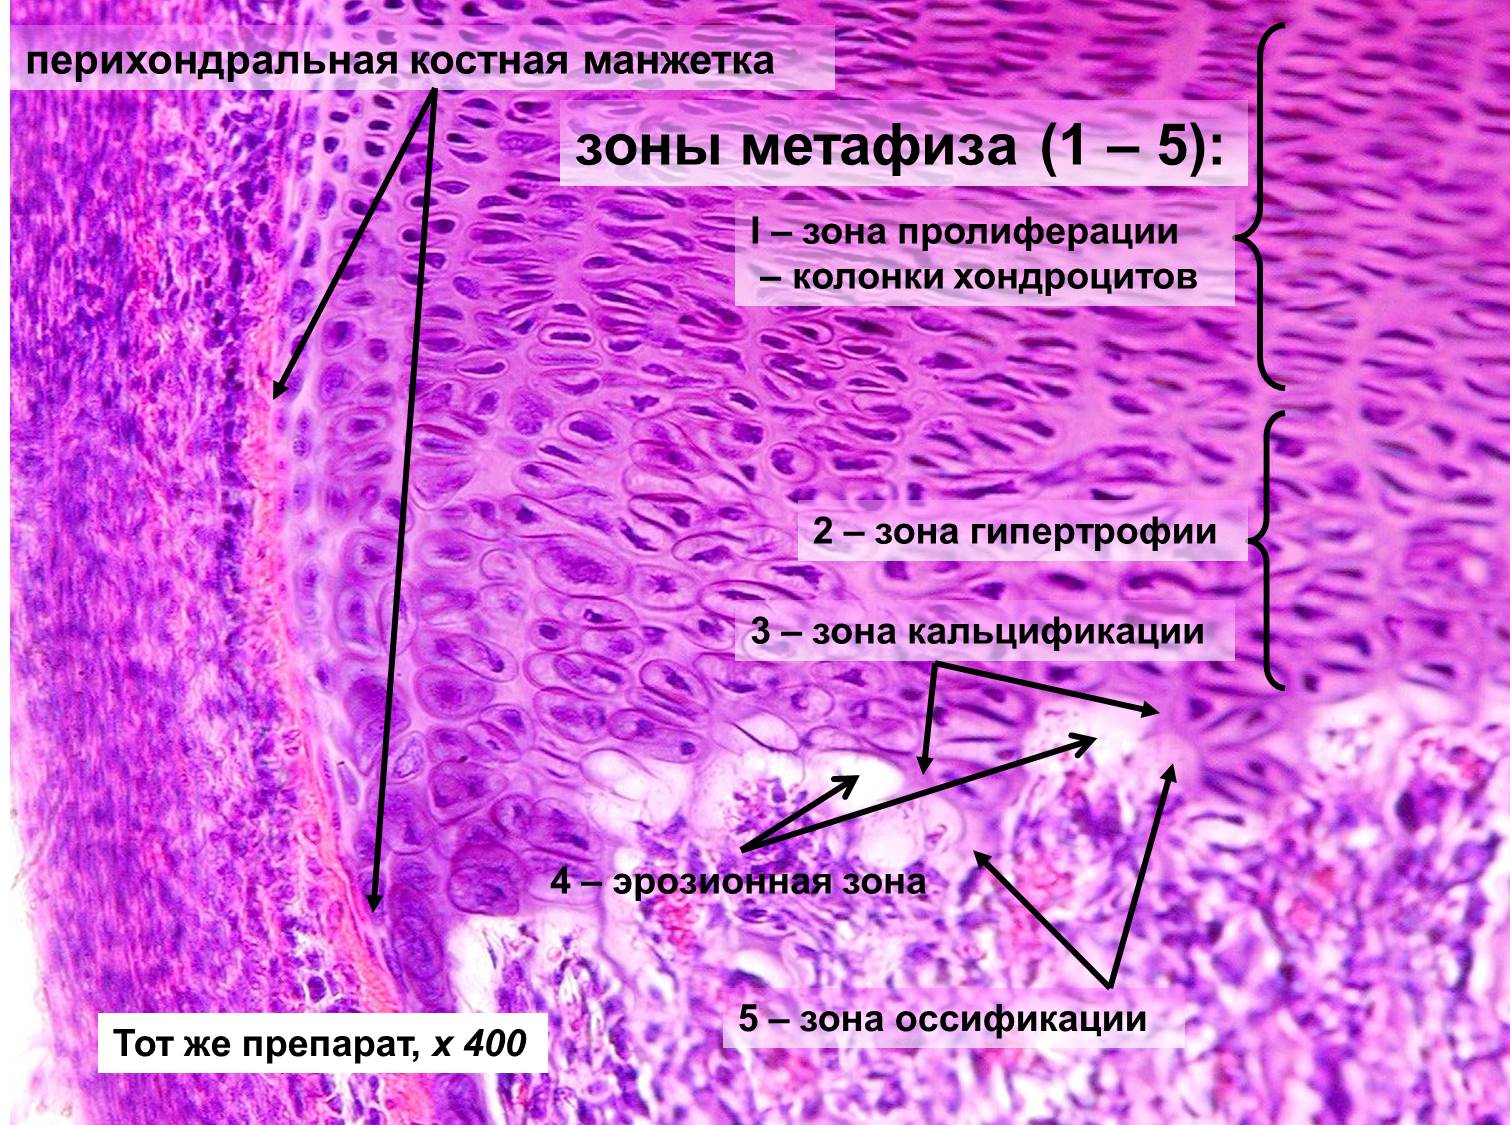 перихондральная костная манжетка
зоны метафиза (1 – 5):
I – зона пролиферации
– колонки хондроцитов
2 – зона гипертрофии
3 – зона кальцификации
4 – эрозионная зона
5 – зона оссификации
Тот же препарат, х 400